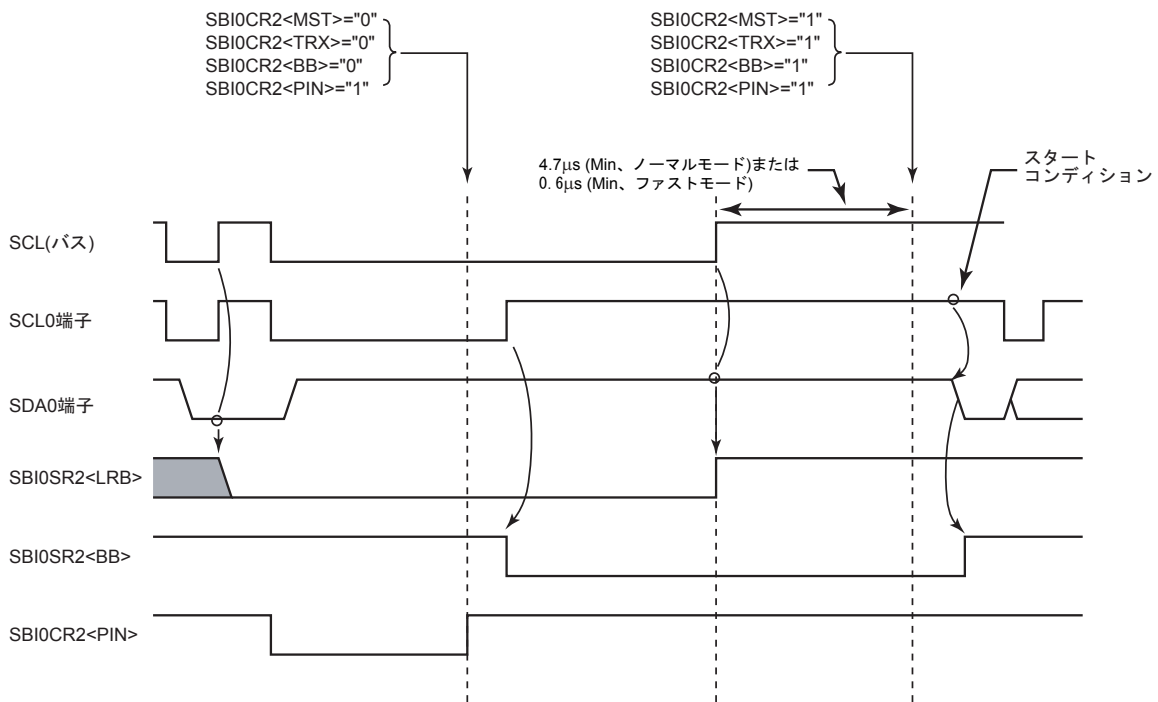 SBI0CR2<MST>="0"
SBI0CR2<TRX>="0"
SBI0CR2<BB>="0"
SBI0CR2<PIN>="1"
SBI0CR2<MST>="1"
SBI0CR2<TRX>="1"
SBI0CR2<BB>="1"
SBI0CR2<PIN>="1"
4.7μs (Min、ノーマルモード)または
0.6μs (Min、ファストモード)
スタート
コンディション
SCL(バス)
SCL0端子
SDA0端子
SBI0SR2<LRB>
SBI0SR2<BB>
SBI0CR2<PIN>